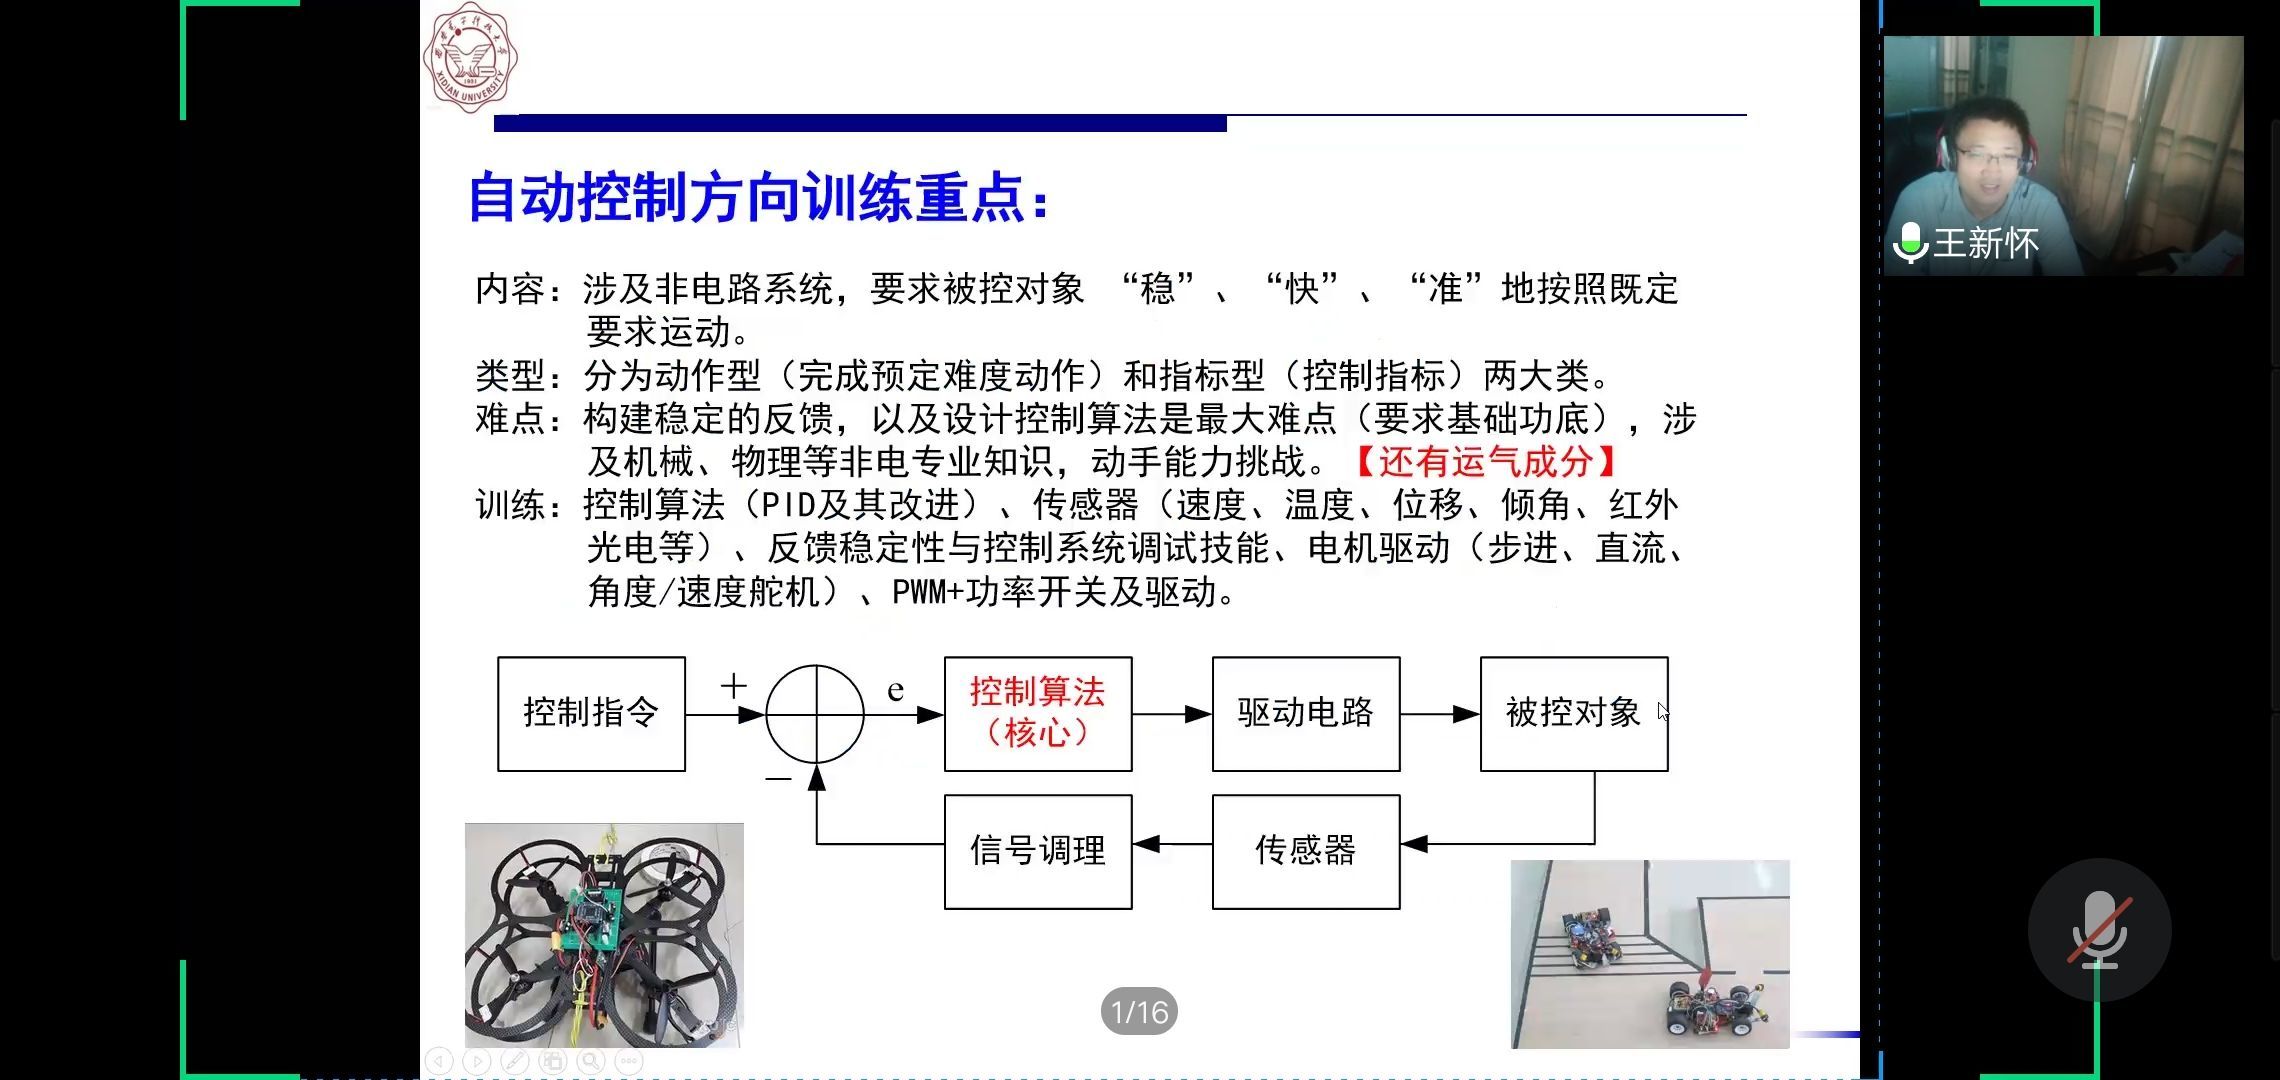 XIDIAN UNIVERSITY
1931
自动控制方向训练重点：
内容：涉及非电路系统，要求被控对象 “稳”、“快”、“准”地按照既定
要求运动。
类型：分为动作型（完成预定难度动作）和指标型（控制指标）两大类。
难点：构建稳定的反馈，以及设计控制算法是最大难点（要求基础功底），涉
及机械、物理等非电专业知识，动手能力挑战。【还有运气成分】
训练：控制算法（PID及其改进）、传感器（速度、温度、位移、倾角、红外
光电等）、反馈稳定性与控制系统调试技能、电机驱动（步进、直流、
角度/速度舵机）、PWM+功率开关及驱动。
控制指令
+
−
e
控制算法
（核心）
驱动电路
被控对象
信号调理
传感器
1/16
王新怀